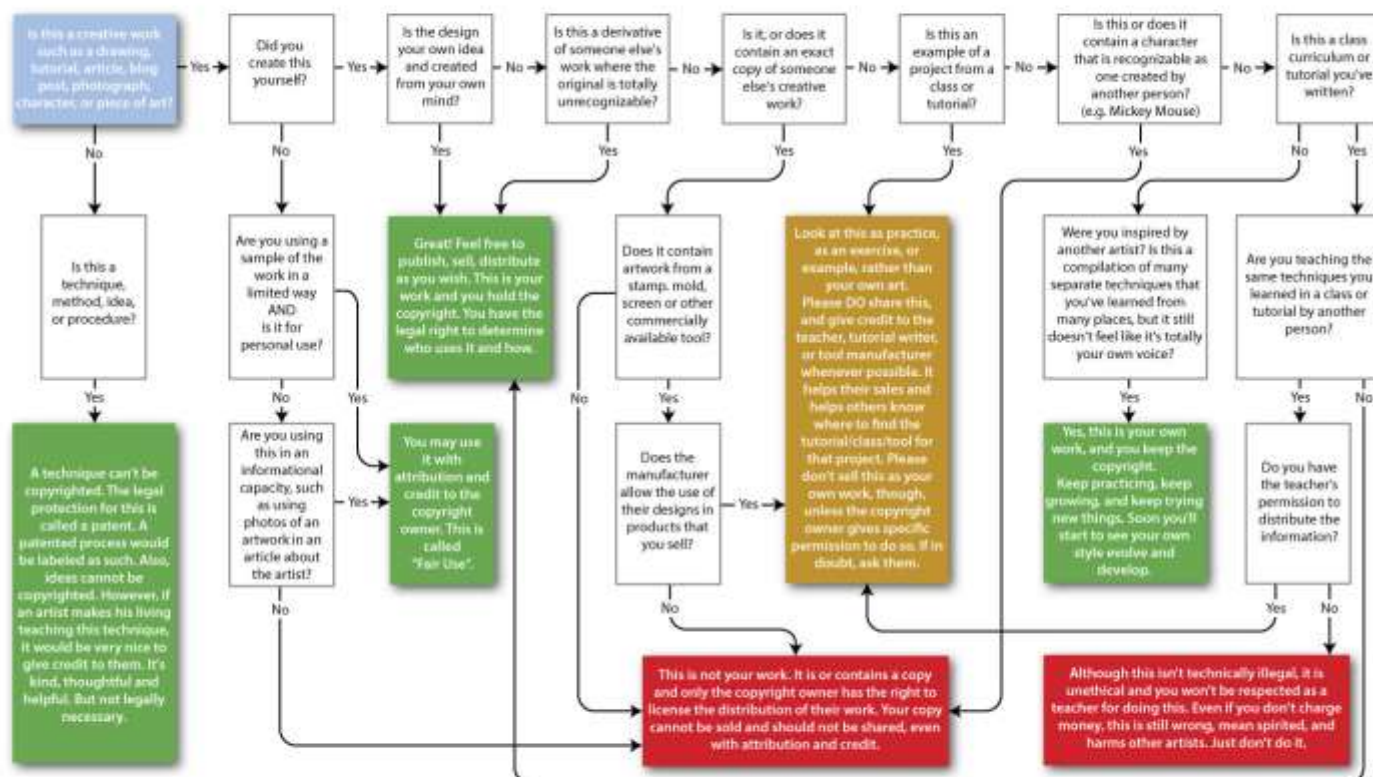 Is this a creative work
such as a drawing,
tutorial, article, blog
post, photograph,
character, or piece of art?
Yes
Did you
create this
yourself?
Yes
Is the design
your own idea
and created
from your own
mind?
No
Is this a derivative
of someone else's
work where the
original is totally
unrecognizable?
No
Is it, or does it
contain an exact
copy of someone
else's creative
work?
No
Is this an
example of a
project from a
class or
tutorial?
No
Is this or does it
contain a character
that is recognizable as
one created by
another person?
(e.g. Mickey Mouse)
No
Is this a class
curriculum or
tutorial you've
written?
No
No
Yes
Yes
Yes
Yes
Yes
No
Yes
Is this a
technique,
method, idea,
or procedure?
Are you using a
sample of the
work in a
limited way
AND
is it for
personal use?
Great! Feel free to
publish, sell, distribute
as you wish. This is your
work and you hold the
copyright. You have the
legal right to determine
who uses it and how.
Does it contain
artwork from a
stamp. mold,
screen or other
commercially
available tool?
Look at this as practice,
as an exercise, or
example, rather than
your own art.
Please DO share this,
and give credit to the
teacher, tutorial writer,
or tool manufacturer
whenever possible. It
helps their sales and
helps others know
where to find the
tutorial/class/tool for
that project. Please
don't sell this as your
own work, though,
unless the copyright
owner gives specific
permission to do so. If in
doubt, ask them.
Were you inspired by
another artist? Is this a
compilation of many
separate techniques that
you've learned from
many places, but it still
doesn't feel like it's totally
your own voice?
Are you teaching the
same techniques you
learned in a class or
tutorial by another
person?
Yes
No
Yes
No
Yes
Yes
Yes
No
A technique can't be
copyrighted. The legal
protection for this is
called a patent. A
patented process would
be labeled as such. Also,
ideas cannot be
copyrighted. However, if
an artist makes his living
teaching this technique,
it would be very nice to
give credit to them. It's
kind, thoughtful and
helpful. But not legally
necessary.
Are you using
this in an
informational
capacity, such
as using
photos of an
artwork in an
article about
the artist?
Yes
You may use
it with
attribution and
credit to the
copyright
owner. This is
called
"Fair Use".
Does the
manufacturer
allow the use of
their designs in
products that
you sell?
Yes
Yes, this is your own
work, and you keep the
copyright.
Keep practicing, keep
growing, and keep trying
new things. Soon you'll
start to see your own
style evolve and
develop.
Do you have
the teacher's
permission to
distribute the
information?
No
No
Yes
No
This is not your work. It is or contains a copy
and only the copyright owner has the right to
license the distribution of their work. Your copy
cannot be sold and should not be shared, even
with attribution and credit.
Although this isn't technically illegal, it is
unethical and you won't be respected as a
teacher for doing this. Even if you don't charge
money, this is still wrong, mean spirited, and
harms other artists. Just don't do it.